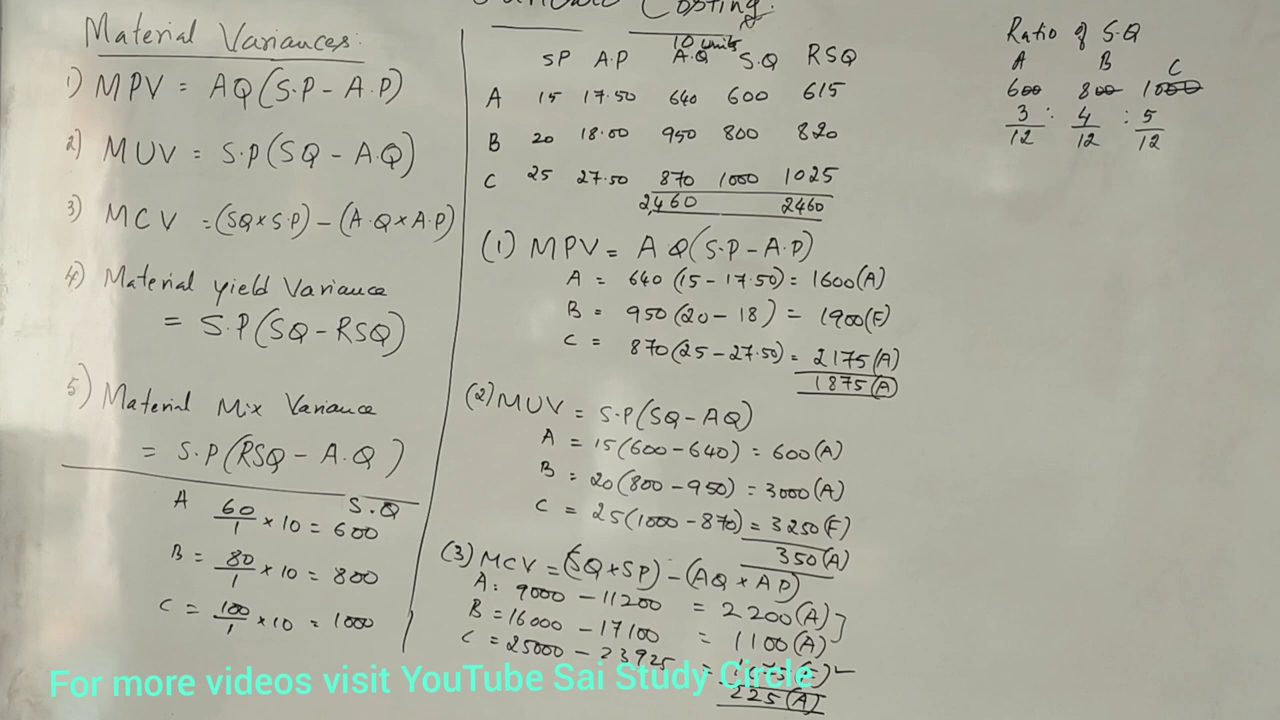 Costing
Material Variances:
1) MPV = AQ(S.P - A.P)
2) MUV = S.P(SQ - A.Q)
3) MCV = (SQ x S.P) - (A.Q x A.P)
4) Material yield Variance
= S.P(SQ - RSQ)
5) Material Mix Variance
= S.P(RSQ - A.Q)
S.Q
A 60/1 x 10 = 600
B = 80/1 x 10 = 800
C = 100/1 x 10 = 1000
10 units
SP A.P A.Q S.Q RSQ
A 15 17.50 640 600 615
B 20 18.00 950 800 820
C 25 27.50 870 1000 1025
2,460 2460
(1) MPV = AQ(S.P - A.P)
A = 640 (15 - 17.50) = 1600(A)
B = 950(20 - 18) = 1900(F)
C = 870(25 - 27.50) = 2175(A)
1875(A)
(2) MUV = S.P(SQ - AQ)
A = 15(600 - 640) = 600(A)
B = 20(800 - 950) = 3000(A)
C = 25(1000 - 870) = 3250(F)
350(A)
(3) MCV = (SQ x SP) - (AQ x AP)
A: 9000 - 11200 = 2200(A)
B = 16000 - 17100 = 1100(A)
C = 25000 - 23925 =
225(A)
Ratio of S.Q
A B C
600 800 1000
3/12 : 4/12 : 5/12
For more videos visit YouTube Sai Study Circle